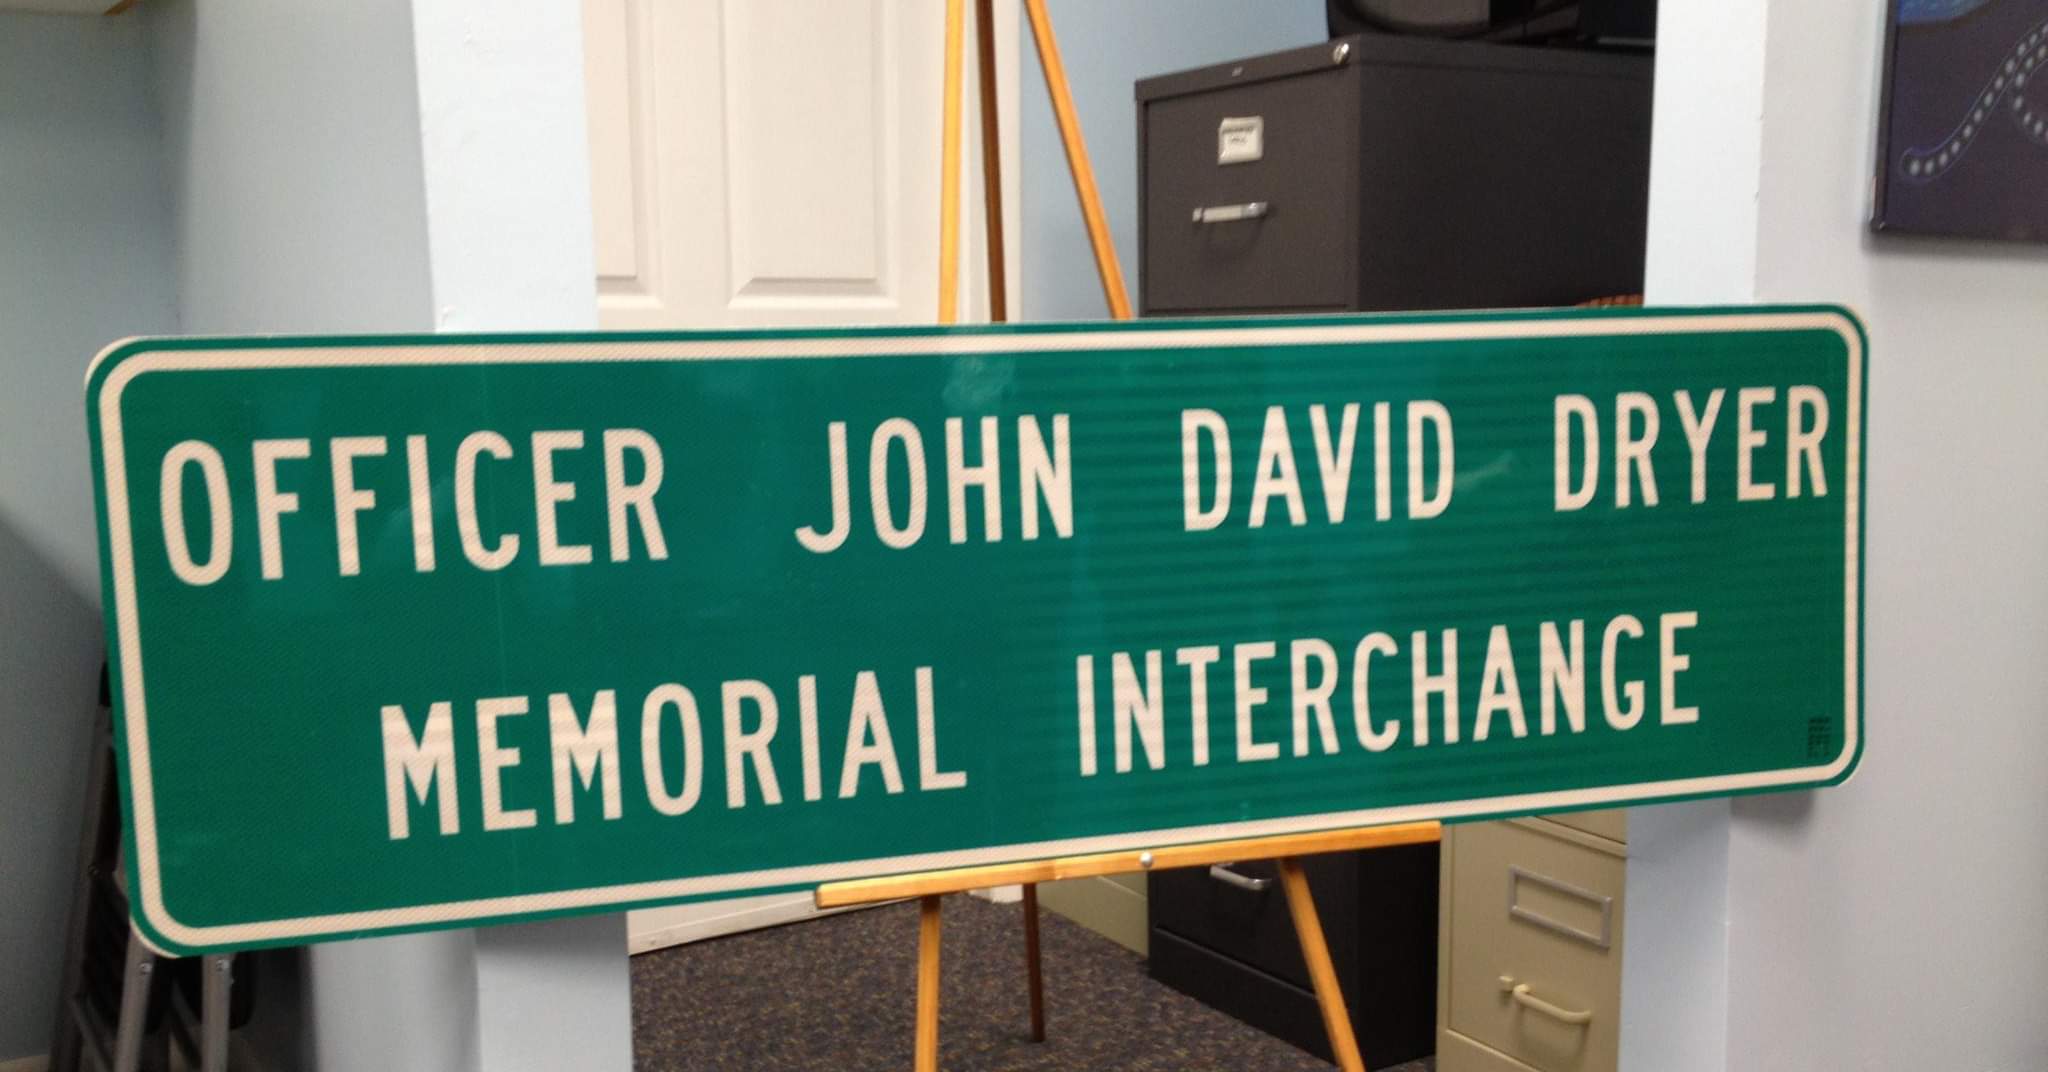 OFFICER JOHN DAVID DRYER
MEMORIAL INTERCHANGE